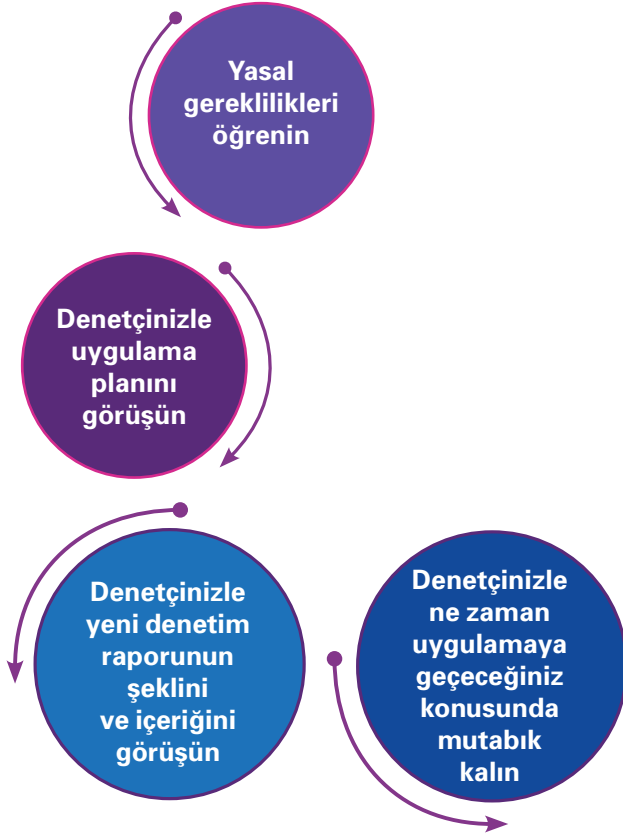 Yasal
gereklilikleri
öğrenin
Denetçinizle
uygulama
planını
görüşün
Denetçinizle
yeni denetim
raporunun
şeklini
ve içeriğini
görüşün
Denetçinizle
ne zaman
uygulamaya
geçeceğiniz
konusunda
mutabık
kalın